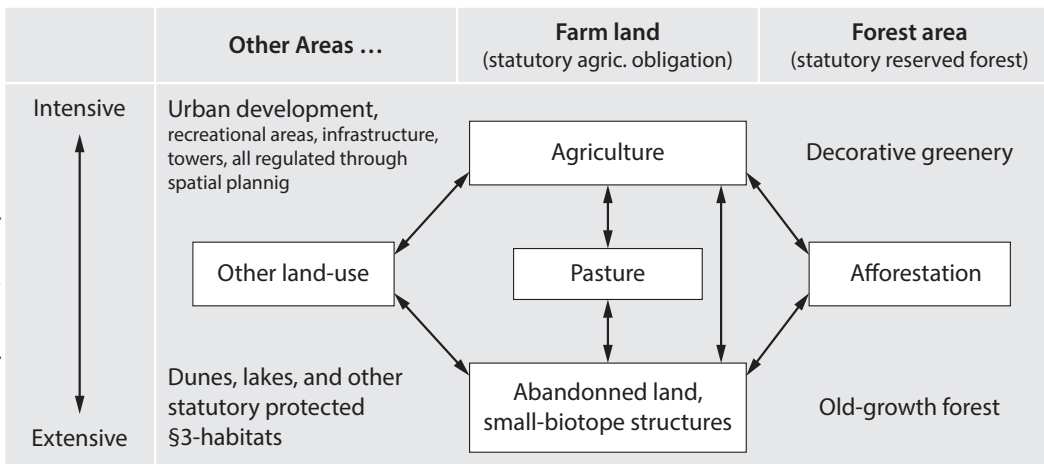 Other Areas …
Farm land
(statutory agric. obligation)
Forest area
(statutory reserved forest)
Intensive
Extensive
Urban development,
recreational areas, infrastructure,
towers, all regulated through
spatial plannig
Agriculture
Decorative greenery
Other land-use
Pasture
Afforestation
Dunes, lakes, and other
statutory protected
§3-habitats
Abandonned land,
small-biotope structures
Old-growth forest